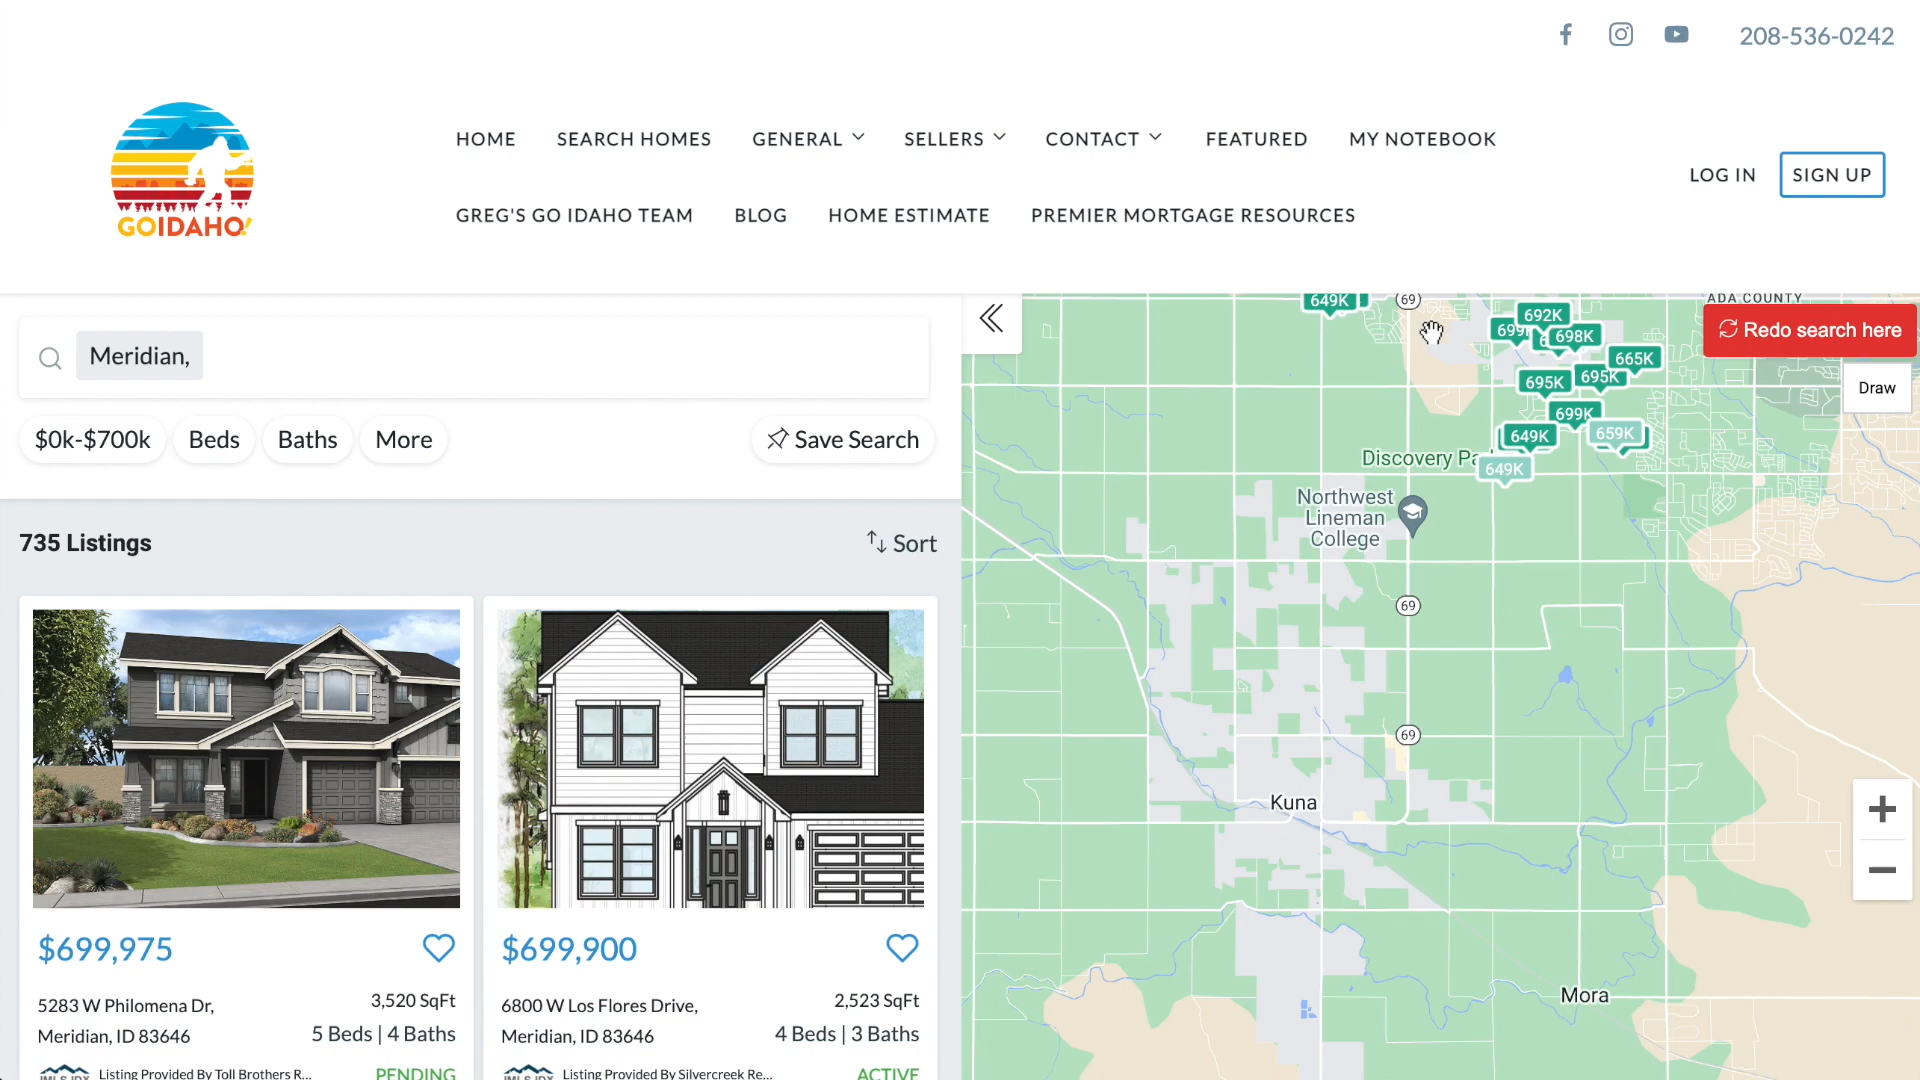 208-536-0242
HOME SEARCH HOMES GENERAL SELLERS CONTACT FEATURED MY NOTEBOOK
LOG IN SIGN UP
GREG'S GO IDAHO TEAM BLOG HOME ESTIMATE PREMIER MORTGAGE RESOURCES
GOIDAHO!
Meridian,
$0k-$700k Beds Baths More Save Search
735 Listings Sort
$699,975
5283 W Philomena Dr, 3,520 SqFt
Meridian, ID 83646 5 Beds | 4 Baths
Listing Provided By Toll Brothers R... PENDING
$699,900
6800 W Los Flores Drive, 2,523 SqFt
Meridian, ID 83646 4 Beds | 3 Baths
Listing Provided By Silvercreek Re... ACTIVE
ADA COUNTY
649K 69 692K
698K
Redo search here
665K
695K 695K
Draw
699K
649K 659K
Discovery
649K
Northwest
Lineman
College
69
69
Kuna
Mora